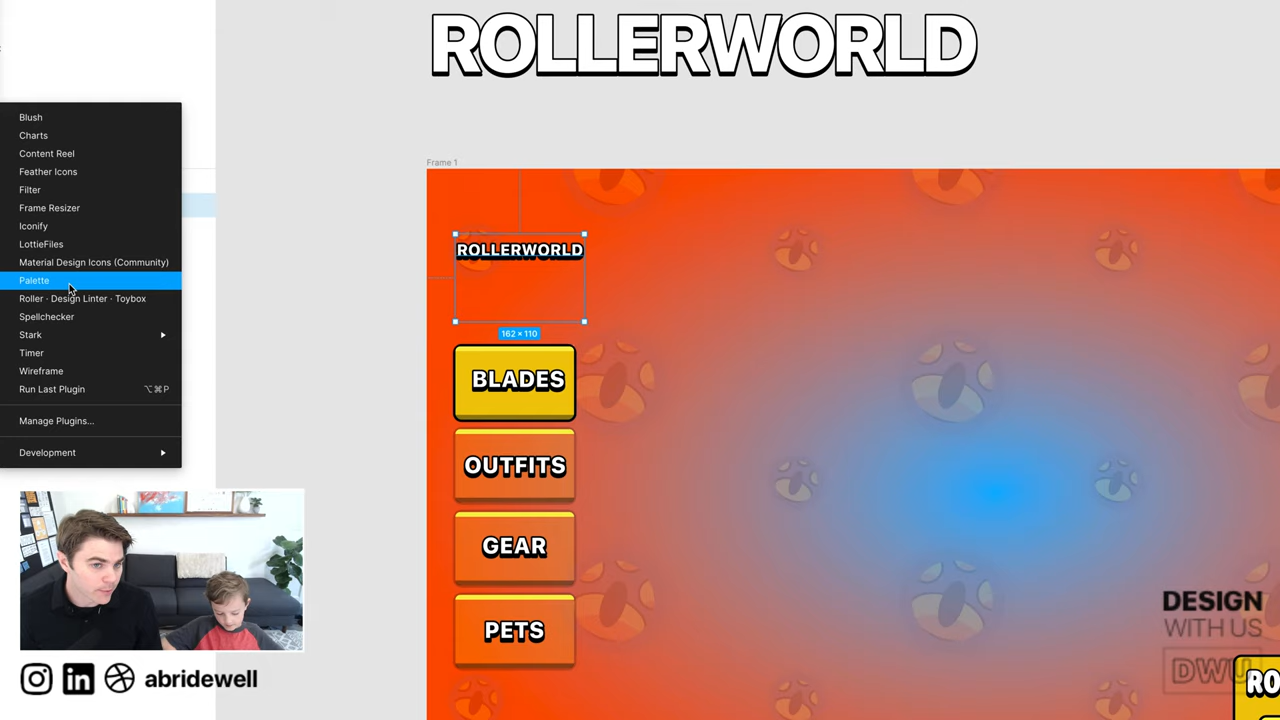 ROLLERWORLD
Blush
Charts
Content Reel
Feather Icons
Filter
Frame Resizer
Iconify
LottieFiles
Material Design Icons (Community)
Palette
Roller · Design Linter · Toybox
Spellchecker
Stark
Timer
Wireframe
Run Last Plugin ⌥⌘P
Manage Plugins...
Development
Frame 1
ROLLERWORLD
162 × 110
BLADES
OUTFITS
GEAR
PETS
DESIGN
WITH US
DWU
RO
abridewell